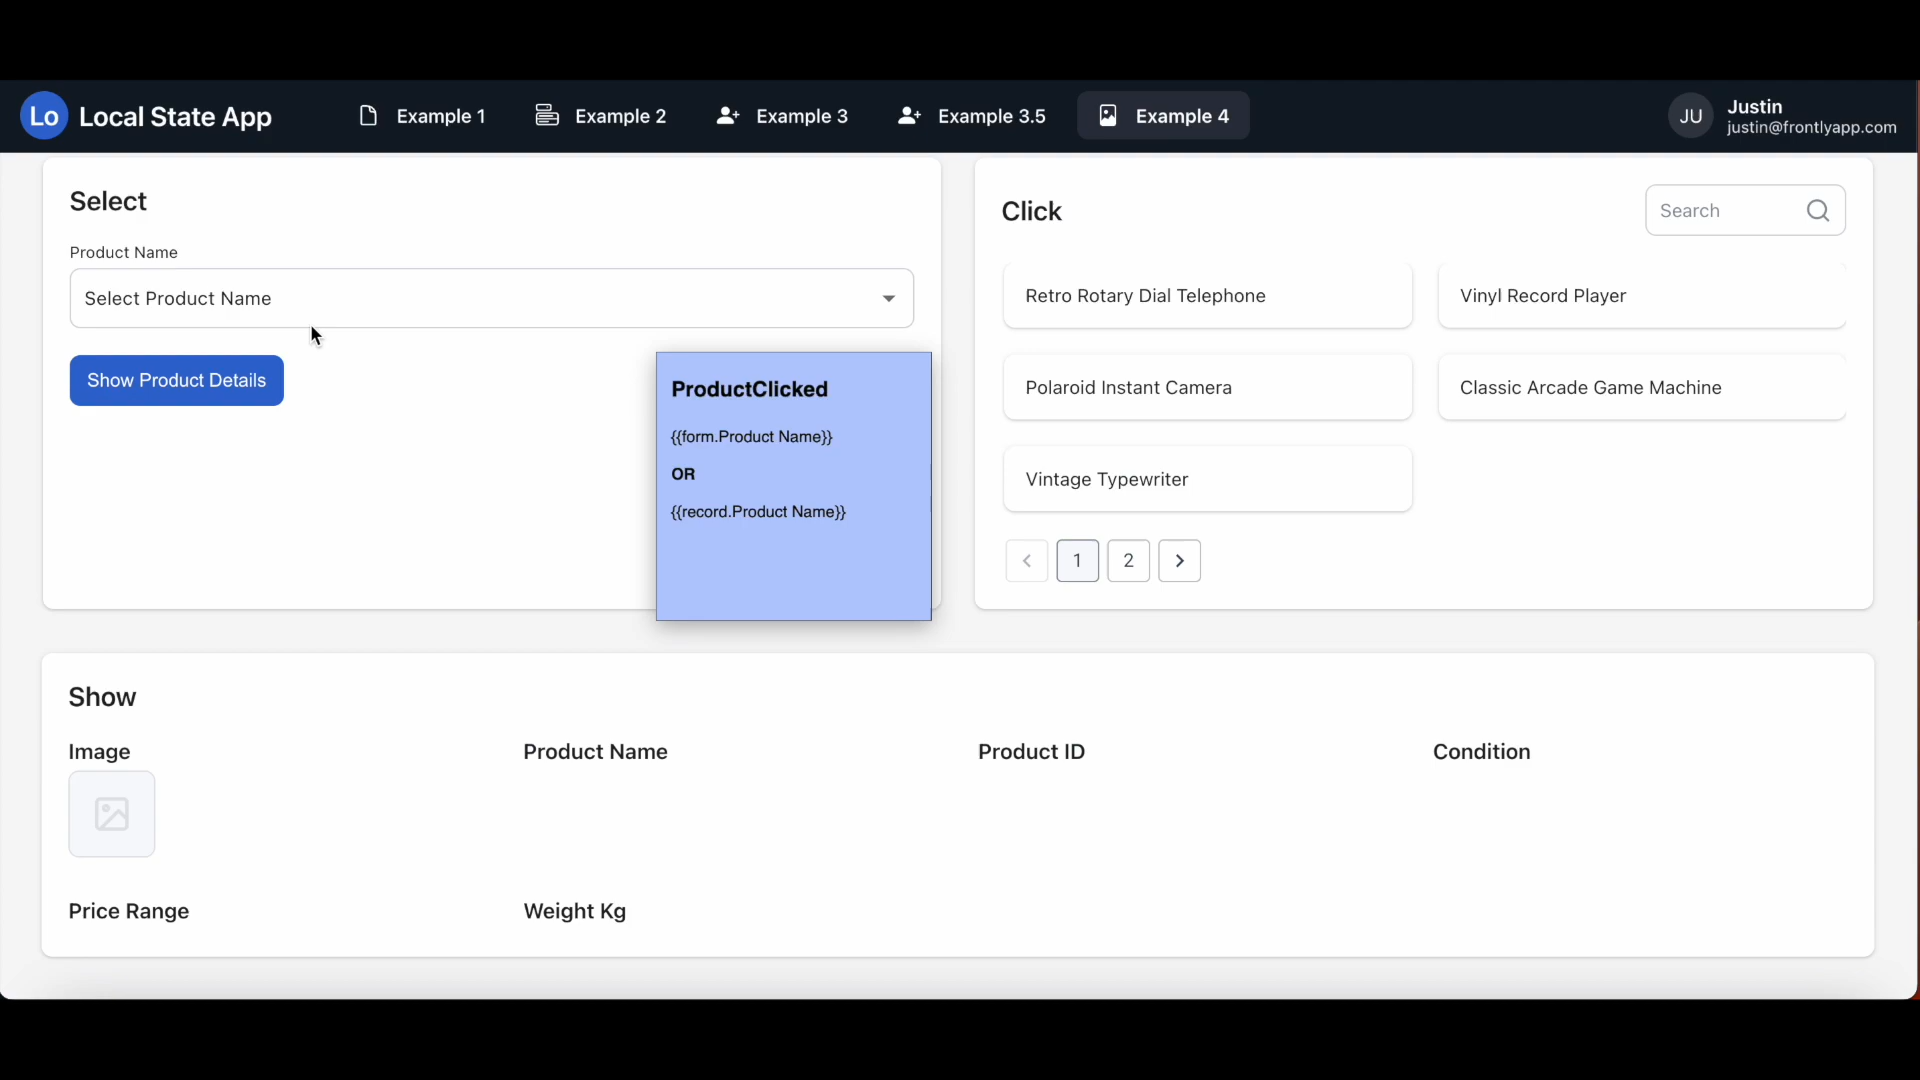 Lo Local State App Example 1 Example 2 Example 3 Example 3.5 Example 4 JU Justin
justin@frontlyapp.com
Select
Product Name
Select Product Name
Show Product Details
ProductClicked
{{form.Product Name}}
OR
{{record.Product Name}}
Click
Search
Retro Rotary Dial Telephone
Vinyl Record Player
Polaroid Instant Camera
Classic Arcade Game Machine
Vintage Typewriter
1 2
Show
Image
Product Name
Product ID
Condition
Price Range
Weight Kg